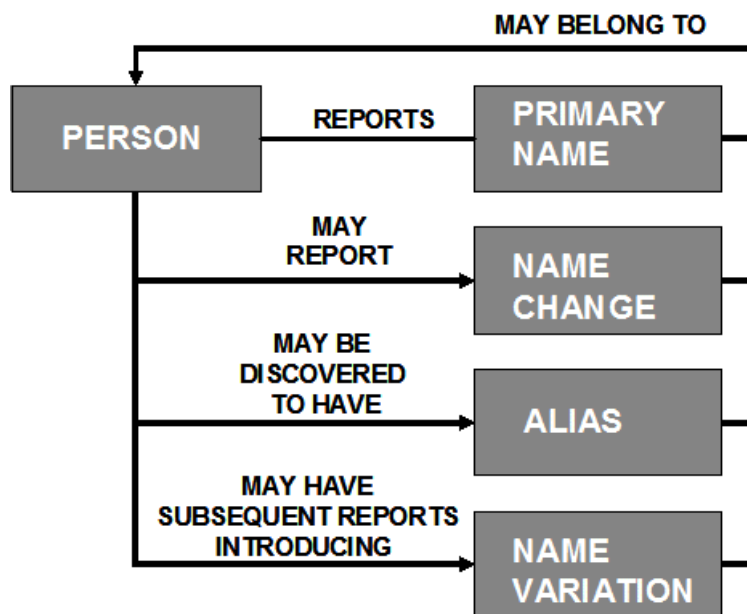 MAY BELONG TO
PERSON
REPORTS
PRIMARY
NAME
MAY
REPORT
NAME
CHANGE
MAY BE
DISCOVERED
TO HAVE
ALIAS
MAY HAVE
SUBSEQUENT REPORTS
INTRODUCING
NAME
VARIATION